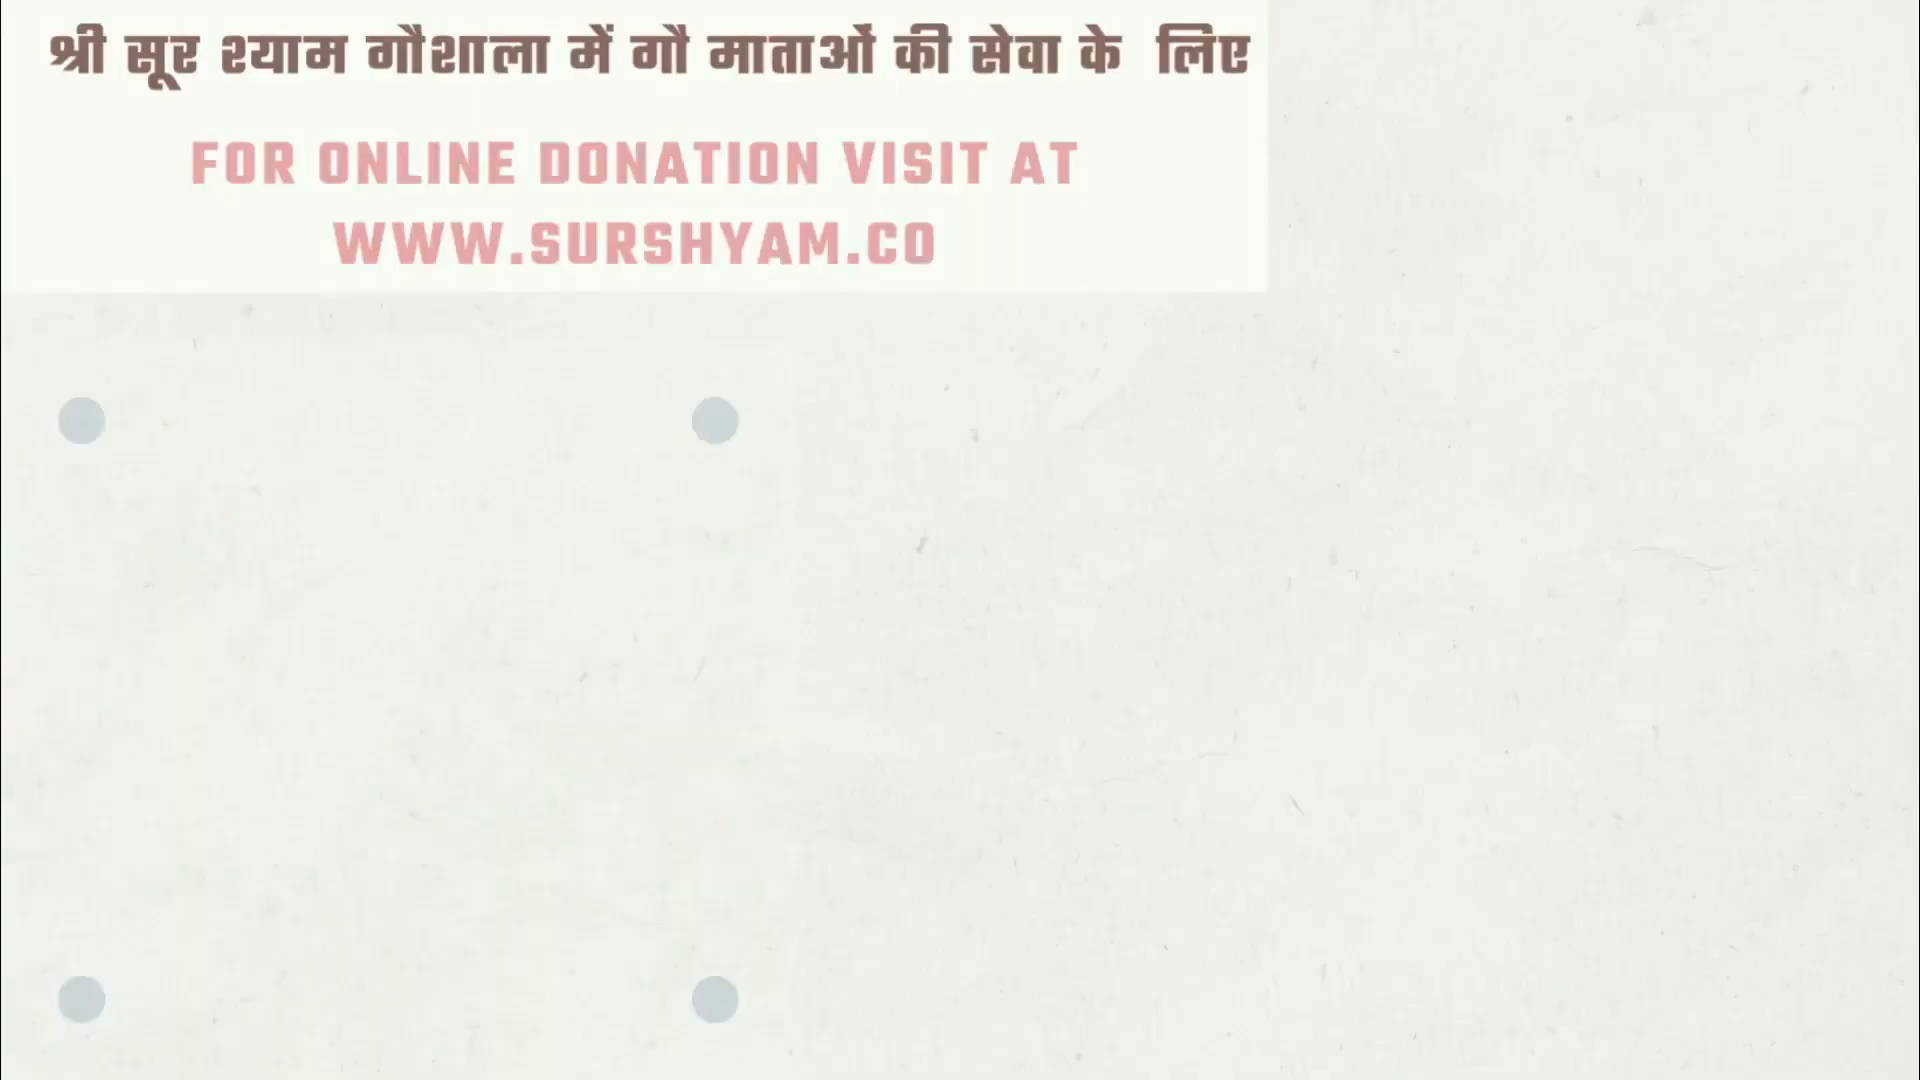 श्री सूर श्याम गौशाला में गौ माताओं की सेवा के लिए
FOR ONLINE DONATION VISIT AT
WWW.SURSHYAM.CO